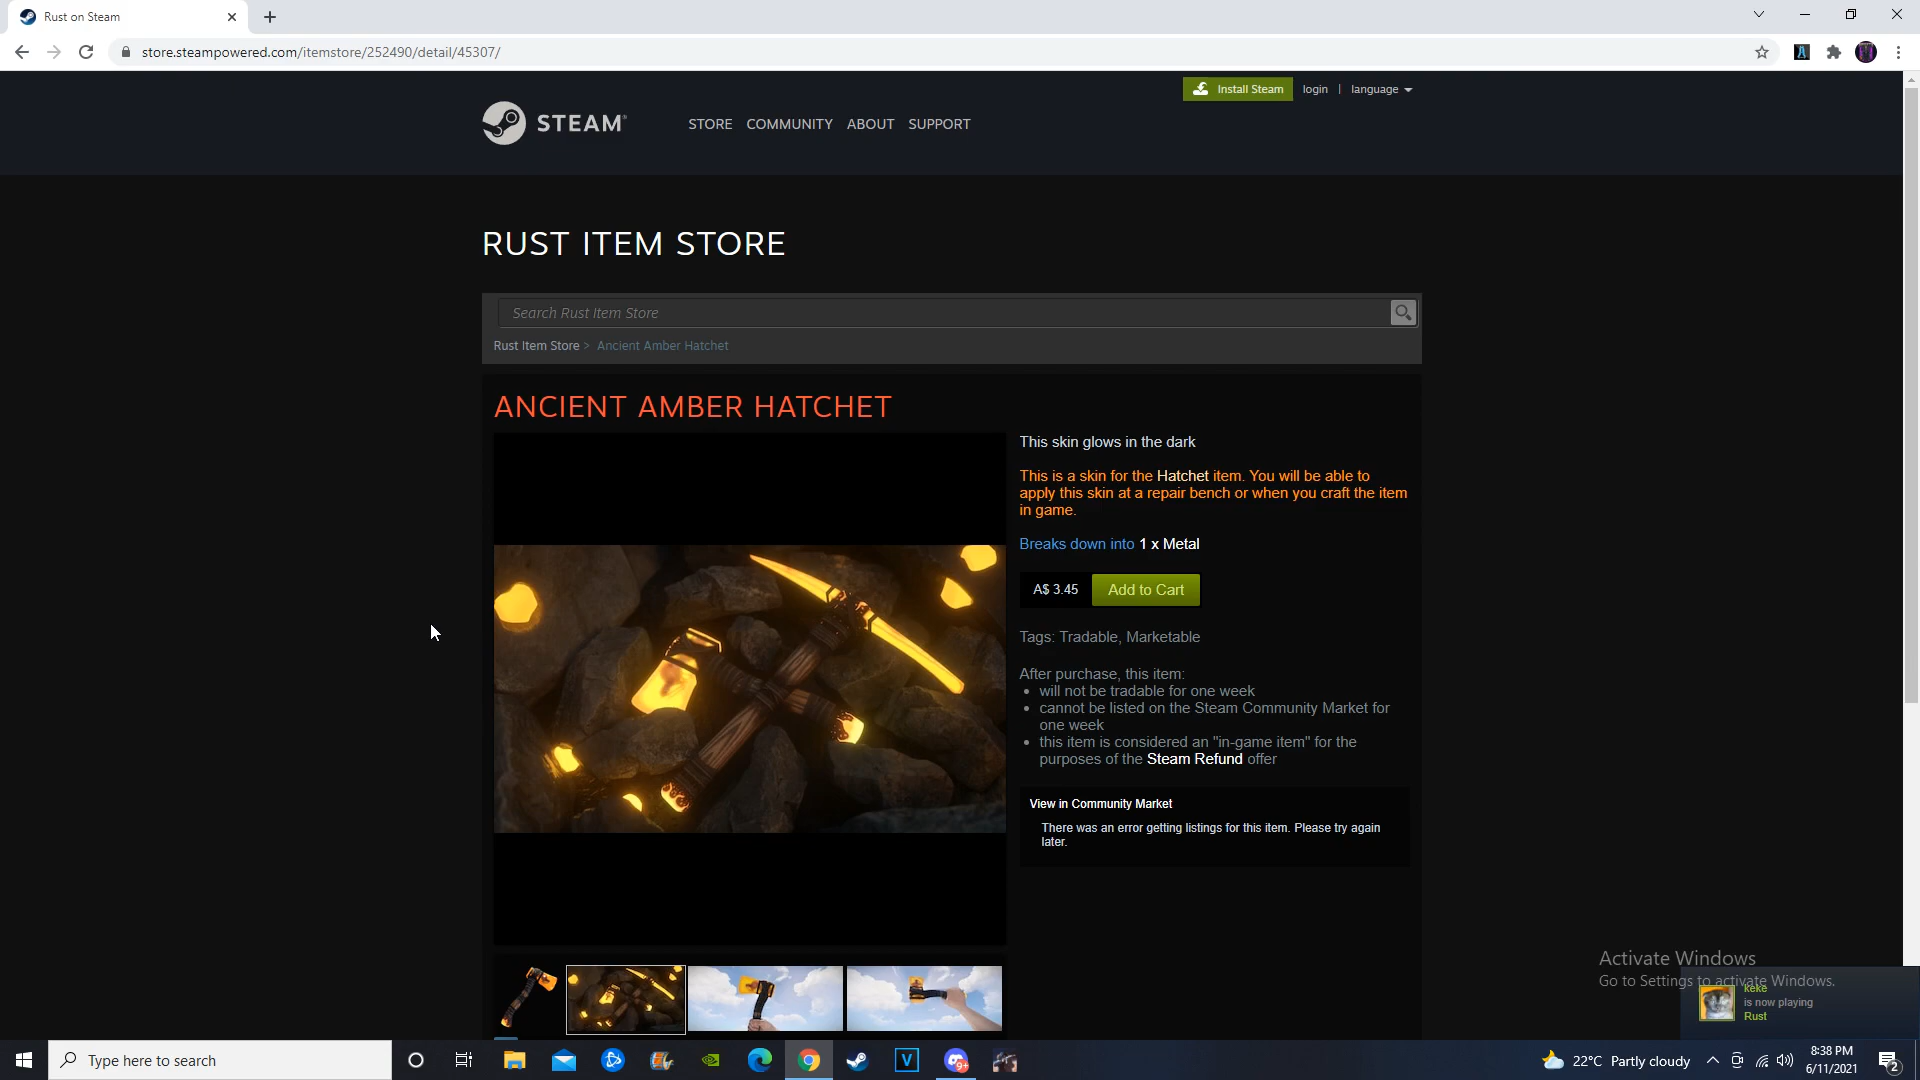 Rust on Steam
store.steampowered.com/itemstore/252490/detail/45307/
Install Steam
login | language
STEAM®
STORE COMMUNITY ABOUT SUPPORT
RUST ITEM STORE
Search Rust Item Store
Rust Item Store > Ancient Amber Hatchet
ANCIENT AMBER HATCHET
This skin glows in the dark
This is a skin for the Hatchet item. You will be able to
apply this skin at a repair bench or when you craft the item
in game.
Breaks down into 1 x Metal
A$ 3.45
Add to Cart
Tags: Tradable, Marketable
After purchase, this item:
• will not be tradable for one week
• cannot be listed on the Steam Community Market for
one week
• this item is considered an "in-game item" for the
purposes of the Steam Refund offer
View in Community Market
There was an error getting listings for this item. Please try again
later.
Activate Windows
Go to Settings to activate Windows.
keke
is now playing
Rust
Type here to search
V
9+
22°C Partly cloudy
8:38 PM
6/11/2021
2